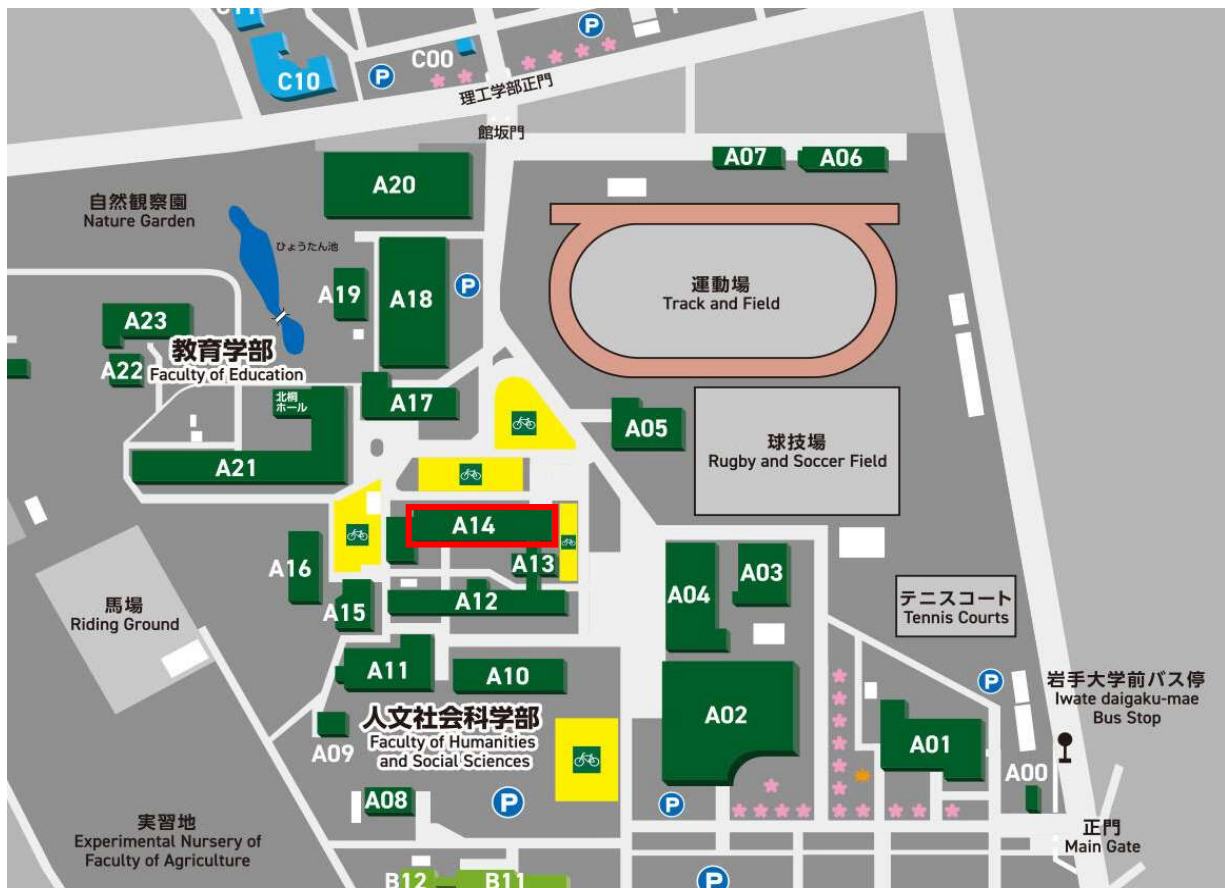 C11
C10
C00
P
P
理工学部正門
館坂門
A07
A06
A20
自然観察園
Nature Garden
ひょうたん池
A19
A18
P
運動場
Track and Field
A23
教育学部
Faculty of Education
A22
北桐
ホール
A17
A05
球技場
Rugby and Soccer Field
A21
A14
A16
A13
A03
A04
A15
A12
馬場
Riding Ground
テニスコート
Tennis Courts
A11
A10
P
岩手大学前バス停
Iwate daigaku-mae
Bus Stop
人文社会科学部
Faculty of Humanities
and Social Sciences
A09
A02
A01
A00
A08
P
P
実習地
Experimental Nursery of
Faculty of Agriculture
正門
Main Gate
B12
B11
P